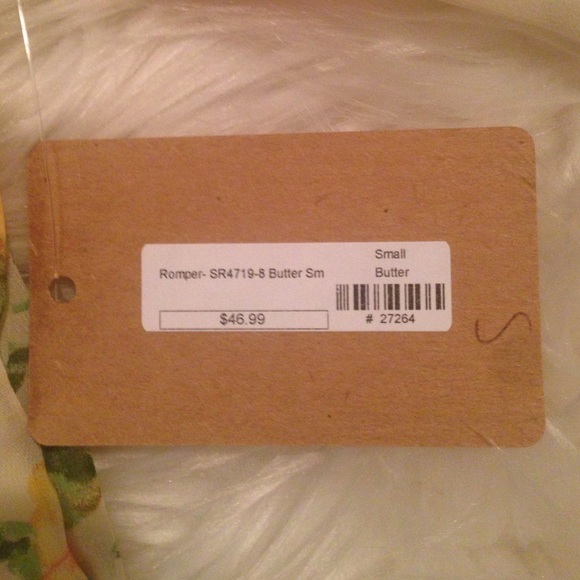 Small
Romper- SR4719-8 Butter Sm
Butter
$46.99
# 27264
S